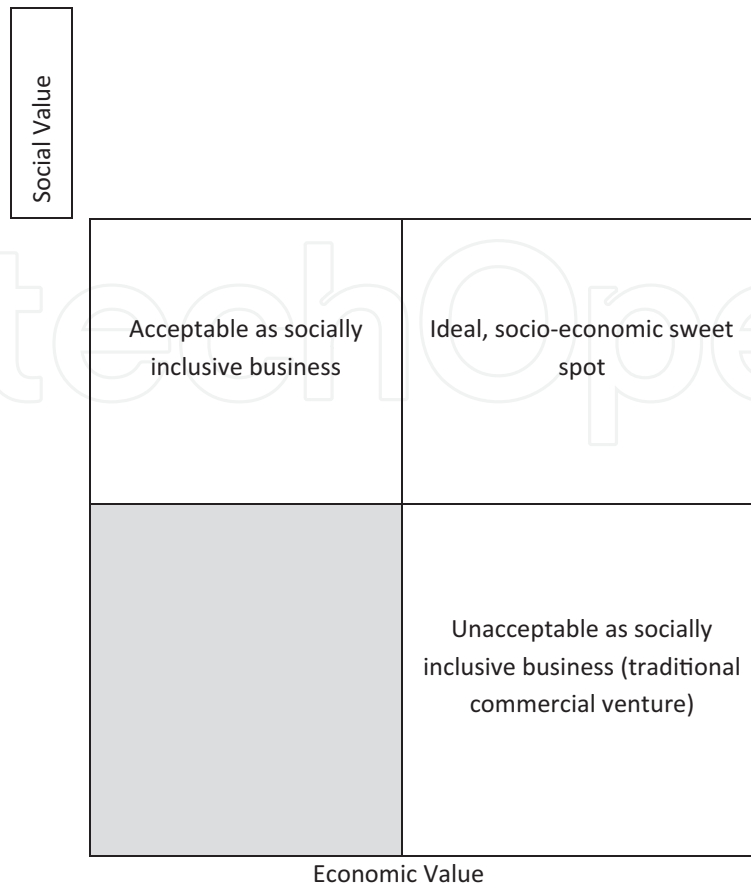 Social Value
Acceptable as socially
inclusive business
Ideal, socio-economic sweet
spot
Unacceptable as socially
inclusive business (traditional
commercial venture)
Economic Value